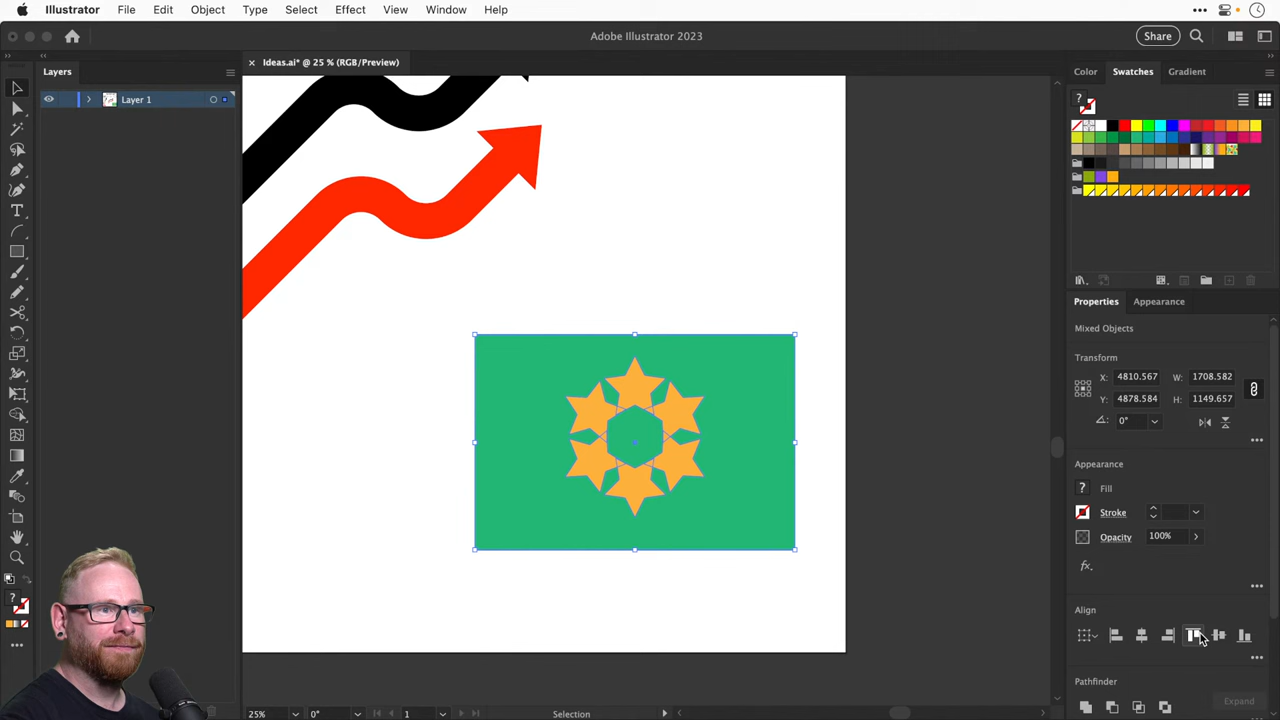 Illustrator File Edit Object Type Select Effect View Window Help
Adobe Illustrator 2023
Share
Layers
Ideas.ai* @ 25 % (RGB/Preview)
Color Swatches Gradient
Layer 1
Properties Appearance
Mixed Objects
Transform
X: 4810.567 W: 1708.582
Y: 4878.584 H: 1149.657
0°
Appearance
Fill
Stroke
Opacity 100%
fx.
Align
Pathfinder
Expand
25% 0° 1 Selection